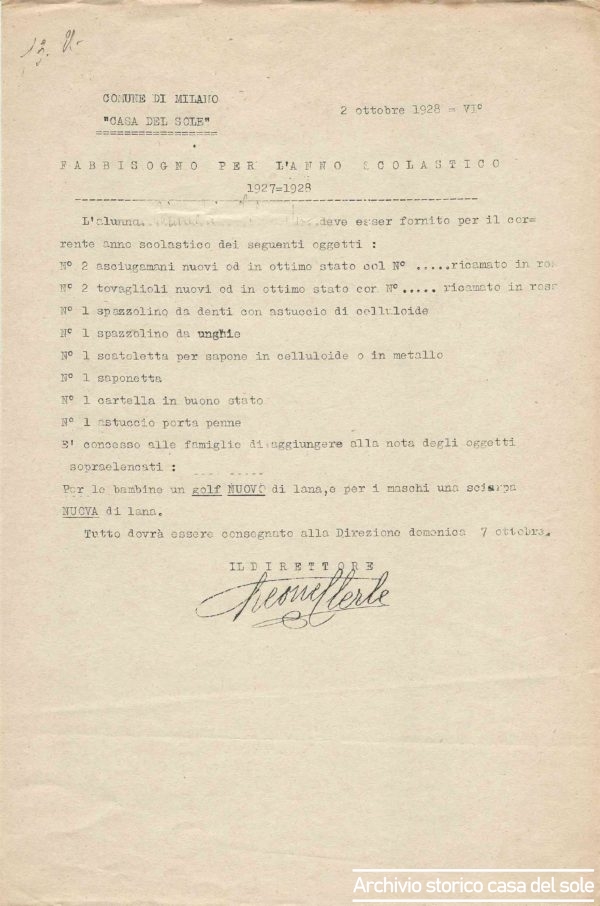 COMUNE DI MILANO
"CASA DEL SOLE"
2 ottobre 1928 = VI°
FABBISOGNO PER L'ANNO SCOLASTICO
1927=1928
L'alunna.................deve esser fornito per il cor=
rente anno scolastico dei seguenti oggetti :
N° 2 asciugamani nuovi od in ottimo stato col N° .....ricamato in ros
N° 2 tovaglioli nuovi od in ottimo stato con N°..... ricamato in ross
N° 1 spazzolino da denti con astuccio di celluloide
N° 1 spazzolino da unghie
N° 1 scatoletta per sapone in celluloide o in metallo
N° 1 saponetta
N° 1 cartella in buono stato
N° 1 astuccio porta penne
E' concesso alle famiglie di aggiungere alla nota degli oggetti
sopraelencati :
Per le bambine un golf NUOVO di lana,e per i maschi una sciarpa
NUOVA di lana.
Tutto dovrà essere consegnato alla Direzione domenica 7 ottobre.
IL DIRETTORE
Archivio storico casa del sole